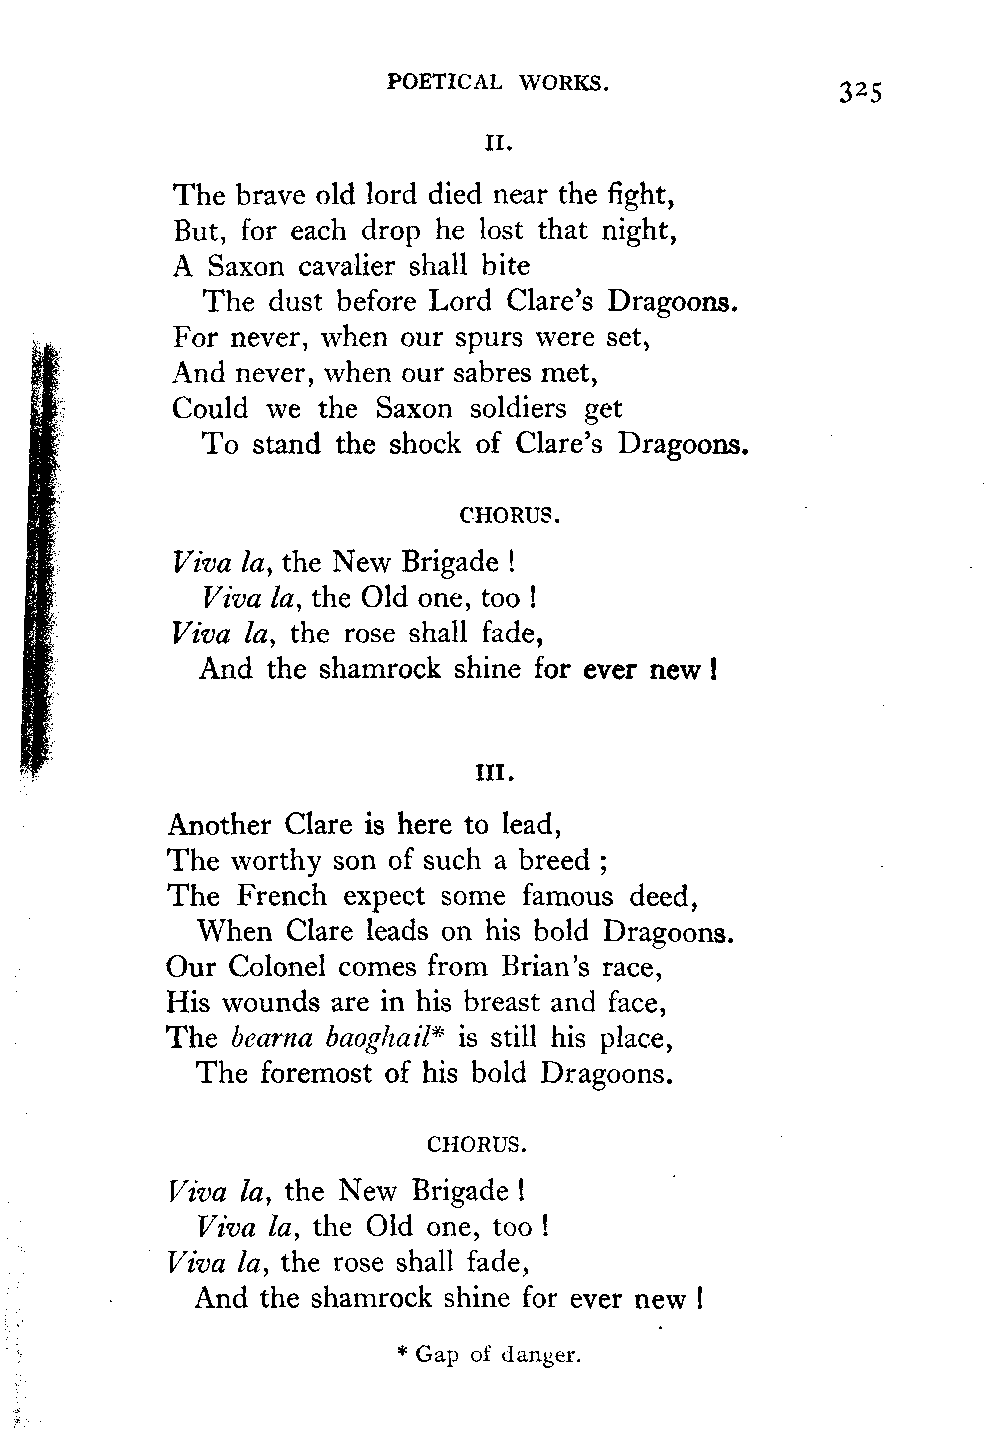 POETICAL WORKS. 325
II.
The brave old lord died near the fight,
But, for each drop he lost that night,
A Saxon cavalier shall bite
The dust before Lord Clare's Dragoons.
For never, when our spurs were set,
And never, when our sabres met,
Could we the Saxon soldiers get
To stand the shock of Clare's Dragoons.
CHORUS.
Viva la, the New Brigade !
Viva la, the Old one, too !
Viva la, the rose shall fade,
And the shamrock shine for ever new !
III.
Another Clare is here to lead,
The worthy son of such a breed ;
The French expect some famous deed,
When Clare leads on his bold Dragoons.
Our Colonel comes from Brian's race,
His wounds are in his breast and face,
The bearna baoghail* is still his place,
The foremost of his bold Dragoons.
CHORUS.
Viva la, the New Brigade !
Viva la, the Old one, too !
Viva la, the rose shall fade,
And the shamrock shine for ever new !
* Gap of danger.